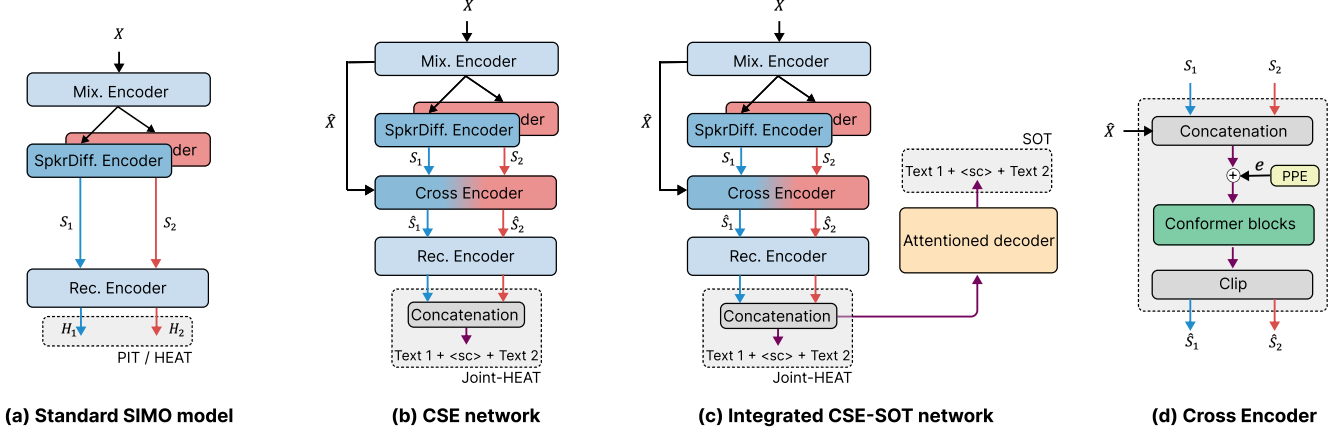 X
Mix. Encoder
der
SpkrDiff. Encoder
S₁
S₂
Rec. Encoder
H₁
H₂
PIT / HEAT
(a) Standard SIMO model
X
Mix. Encoder
X̂
der
SpkrDiff. Encoder
S₁
S₂
Cross Encoder
Ŝ₁
Ŝ₂
Rec. Encoder
Concatenation
Text 1 + <sc> + Text 2
Joint-HEAT
(b) CSE network
X
Mix. Encoder
X̂
der
SpkrDiff. Encoder
S₁
S₂
Cross Encoder
Ŝ₁
Ŝ₂
Rec. Encoder
Concatenation
Text 1 + <sc> + Text 2
Joint-HEAT
SOT
Text 1 + <sc> + Text 2
Attentioned decoder
(c) Integrated CSE-SOT network
S₁
S₂
X̂
Concatenation
+
e
PPE
Conformer blocks
Clip
Ŝ₁
Ŝ₂
(d) Cross Encoder